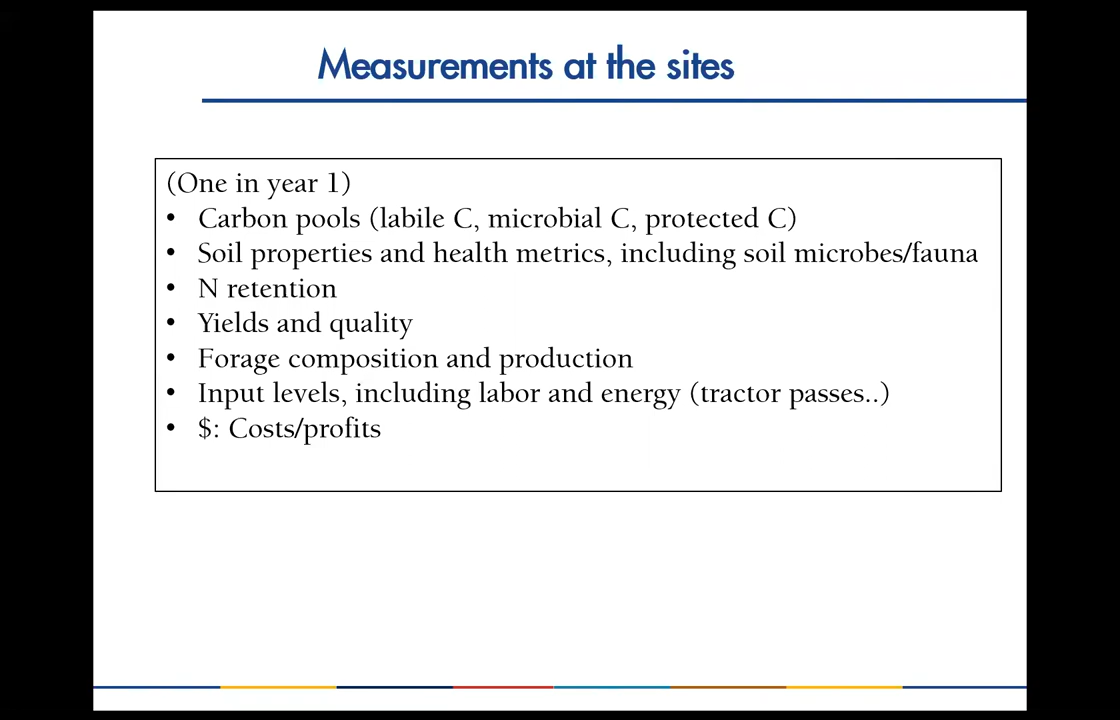 Measurements at the sites
(One in year 1)
• Carbon pools (labile C, microbial C, protected C)
• Soil properties and health metrics, including soil microbes/fauna
• N retention
• Yields and quality
• Forage composition and production
• Input levels, including labor and energy (tractor passes..)
• $: Costs/profits